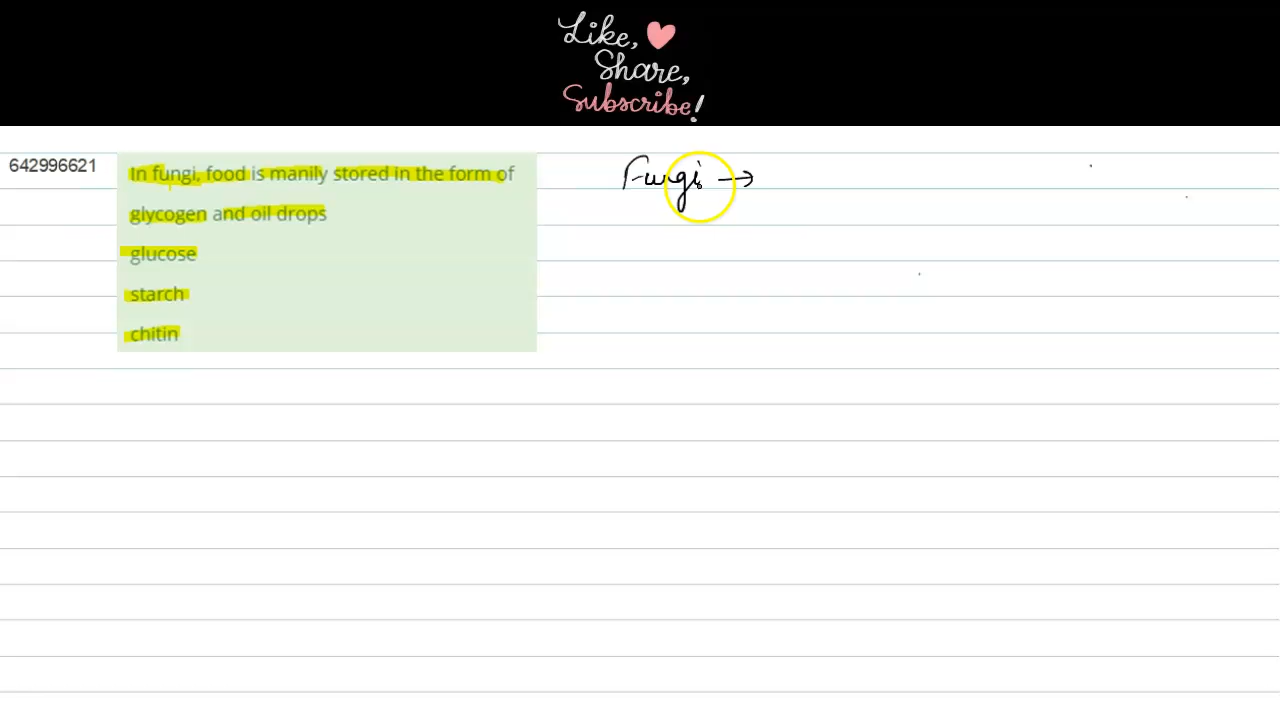 Like,
Share,
Subscribe!
642996621
In fungi, food is manily stored in the form of
glycogen and oil drops
glucose
starch
chitin
Fungi →